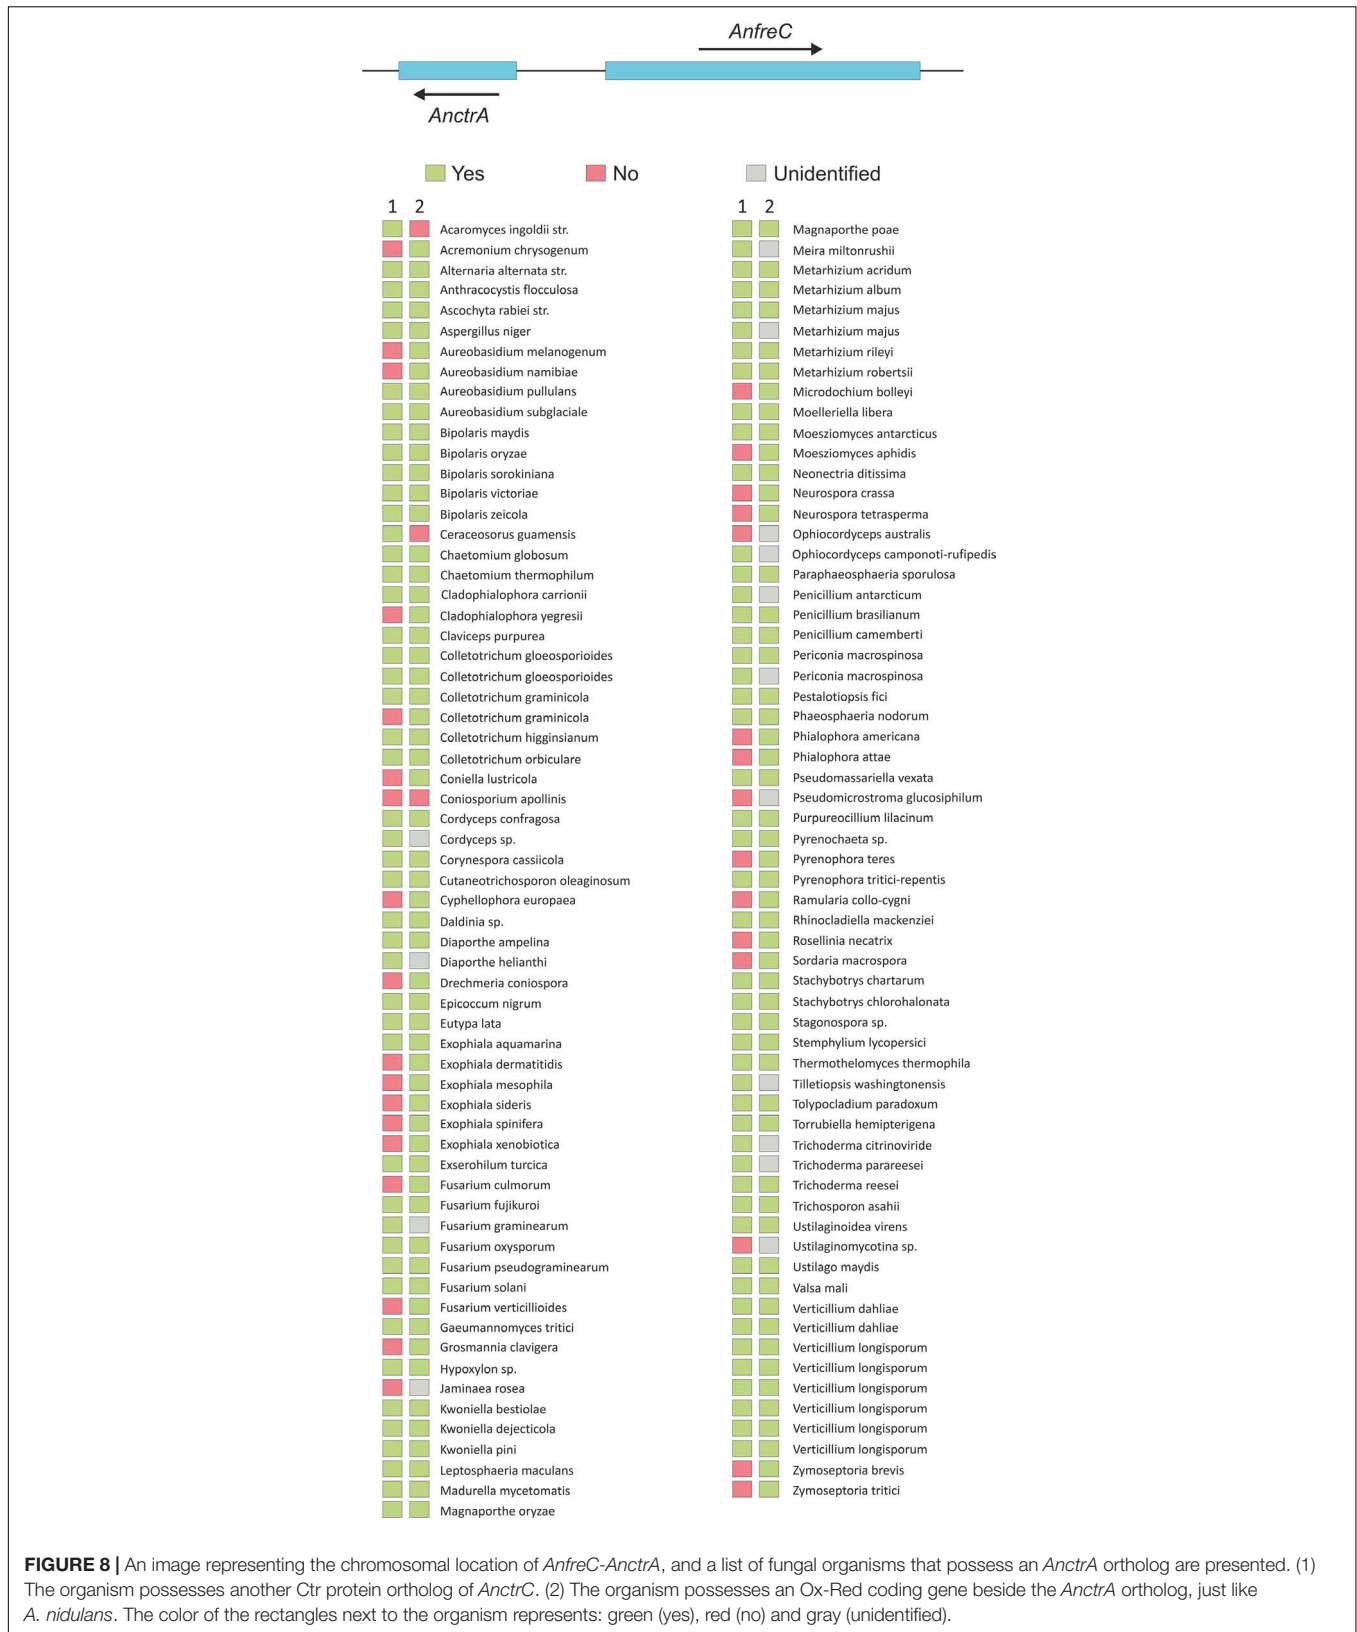 AnfreC
AnctrA
Yes
No
Unidentified
1 2
Acaromyces ingoldii str.
Acremonium chrysogenum
Alternaria alternata str.
Anthracocystis flocculosa
Ascochyta rabiei str.
Aspergillus niger
Aureobasidium melanogenum
Aureobasidium namibiae
Aureobasidium pullulans
Aureobasidium subglaciale
Bipolaris maydis
Bipolaris oryzae
Bipolaris sorokiniana
Bipolaris victoriae
Bipolaris zeicola
Ceraceosorus guamensis
Chaetomium globosum
Chaetomium thermophilum
Cladophialophora carrionii
Cladophialophora yegresii
Claviceps purpurea
Colletotrichum gloeosporioides
Colletotrichum gloeosporioides
Colletotrichum graminicola
Colletotrichum graminicola
Colletotrichum higginsianum
Colletotrichum orbiculare
Coniella lustricola
Coniosporium apollinis
Cordyceps confragosa
Cordyceps sp.
Corynespora cassiicola
Cutaneotrichosporon oleaginosum
Cyphellophora europaea
Daldinia sp.
Diaporthe ampelina
Diaporthe helianthi
Drechmeria coniospora
Epicoccum nigrum
Eutypa lata
Exophiala aquamarina
Exophiala dermatitidis
Exophiala mesophila
Exophiala sideris
Exophiala spinifera
Exophiala xenobiotica
Exserohilum turcica
Fusarium culmorum
Fusarium fujikuroi
Fusarium graminearum
Fusarium oxysporum
Fusarium pseudograminearum
Fusarium solani
Fusarium verticillioides
Gaeumannomyces tritici
Grosmannia clavigera
Hypoxylon sp.
Jaminaea rosea
Kwoniella bestiolae
Kwoniella dejecticola
Kwoniella pini
Leptosphaeria maculans
Madurella mycetomatis
Magnaporthe oryzae
1 2
Magnaporthe poae
Meira miltonrushii
Metarhizium acridum
Metarhizium album
Metarhizium majus
Metarhizium majus
Metarhizium rileyi
Metarhizium robertsii
Microdochium bolleyi
Moelleriella libera
Moesziomyces antarcticus
Moesziomyces aphidis
Neonectria ditissima
Neurospora crassa
Neurospora tetrasperma
Ophiocordyceps australis
Ophiocordyceps camponoti-rufipedis
Paraphaeosphaeria sporulosa
Penicillium antarcticum
Penicillium brasilianum
Penicillium camemberti
Periconia macrospinosa
Periconia macrospinosa
Pestalotiopsis fici
Phaeosphaeria nodorum
Phialophora americana
Phialophora attae
Pseudomassariella vexata
Pseudomicrostroma glucosiphilum
Purpureocillium lilacinum
Pyrenochaeta sp.
Pyrenophora teres
Pyrenophora tritici-repentis
Ramularia collo-cygni
Rhinocladiella mackenziei
Rosellinia necatrix
Sordaria macrospora
Stachybotrys chartarum
Stachybotrys chlorohalonata
Stagonospora sp.
Stemphylium lycopersici
Thermothelomyces thermophila
Tilletiopsis washingtonensis
Tolypocladium paradoxum
Torrubiella hemipterigena
Trichoderma citrinoviride
Trichoderma parareesei
Trichoderma reesei
Trichosporon asahii
Ustilaginoidea virens
Ustilaginomycotina sp.
Ustilago maydis
Valsa mali
Verticillium dahliae
Verticillium dahliae
Verticillium longisporum
Verticillium longisporum
Verticillium longisporum
Verticillium longisporum
Verticillium longisporum
Verticillium longisporum
Zymoseptoria brevis
Zymoseptoria tritici
FIGURE 8 | An image representing the chromosomal location of AnfreC-AnctrA, and a list of fungal organisms that possess an AnctrA ortholog are presented. (1)
The organism possesses another Ctr protein ortholog of AnctrC. (2) The organism possesses an Ox-Red coding gene beside the AnctrA ortholog, just like
A. nidulans. The color of the rectangles next to the organism represents: green (yes), red (no) and gray (unidentified).